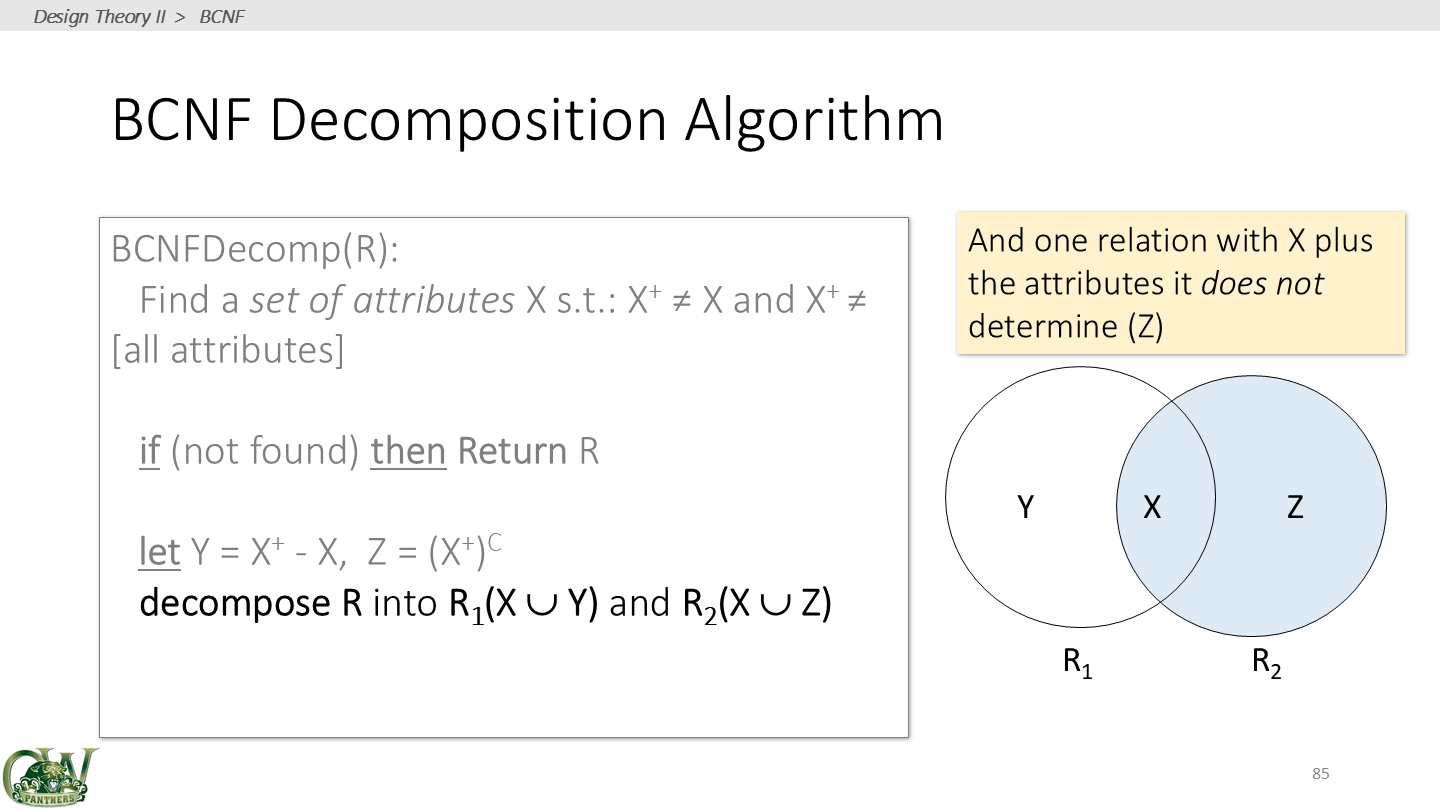 Design Theory II > BCNF
BCNF Decomposition Algorithm
BCNFDecomp(R):
Find a set of attributes X s.t.: X⁺ ≠ X and X⁺ ≠
[all attributes]
if (not found) then Return R
let Y = X⁺ - X, Z = (X⁺)ᶜ
decompose R into R₁(X ∪ Y) and R₂(X ∪ Z)
And one relation with X plus
the attributes it does not
determine (Z)
Y X Z
R₁ R₂
85
OW
PANTHERS